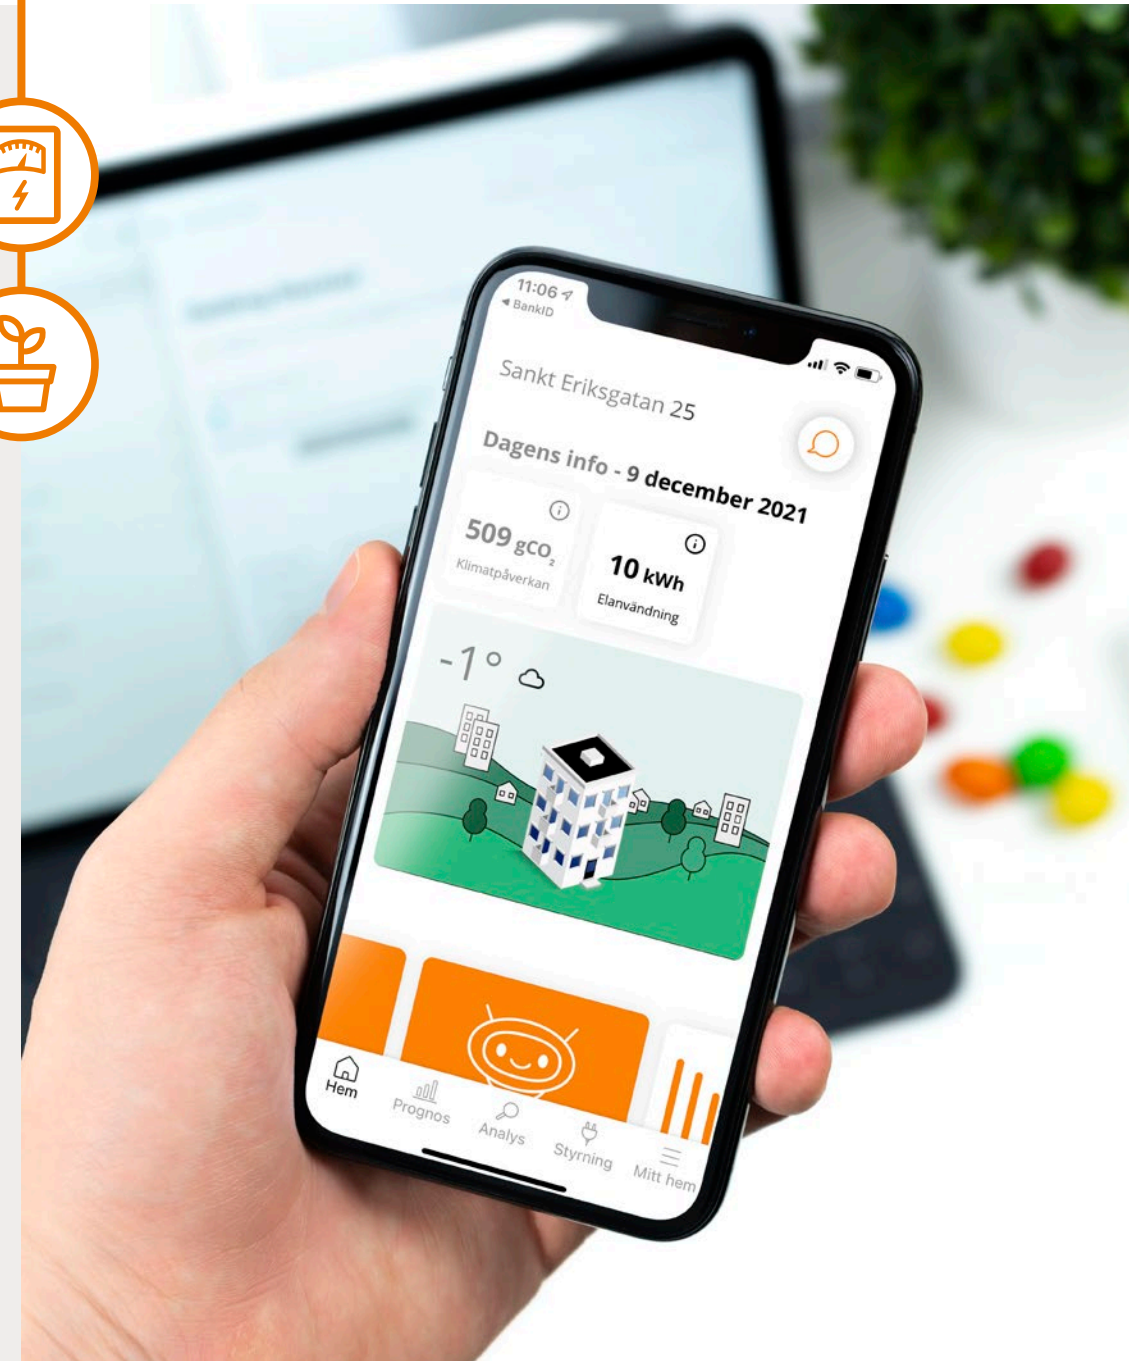 11:06
BankID
Sankt Eriksgatan 25
Dagens info - 9 december 2021
509 gCO₂
Klimatpåverkan
10 kWh
Elanvändning
-1°
Hem
Prognos
Analys
Styrning
Mitt hem